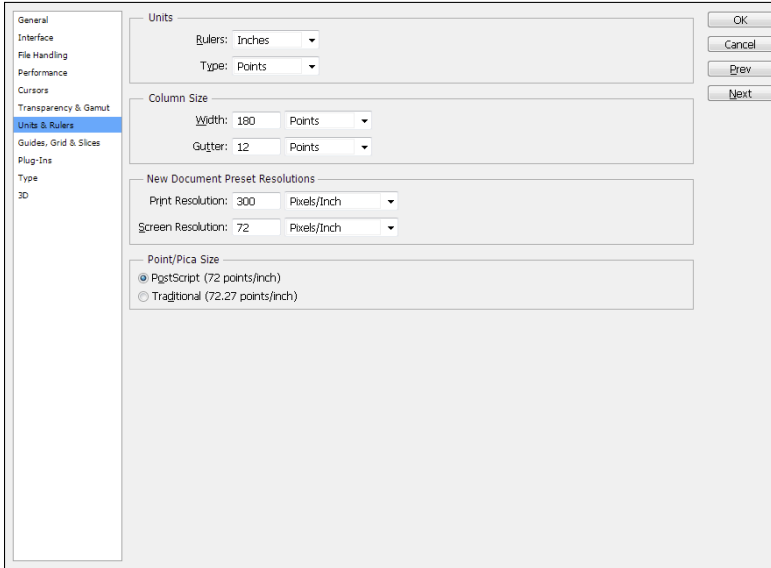 General
Interface
File Handling
Performance
Cursors
Transparency & Gamut
Units & Rulers
Guides, Grid & Slices
Plug-Ins
Type
3D
Units
Rulers: Inches
Type: Points
Column Size
Width: 180 Points
Gutter: 12 Points
New Document Preset Resolutions
Print Resolution: 300 Pixels/Inch
Screen Resolution: 72 Pixels/Inch
Point/Pica Size
PostScript (72 points/inch)
Traditional (72.27 points/inch)
OK
Cancel
Prev
Next